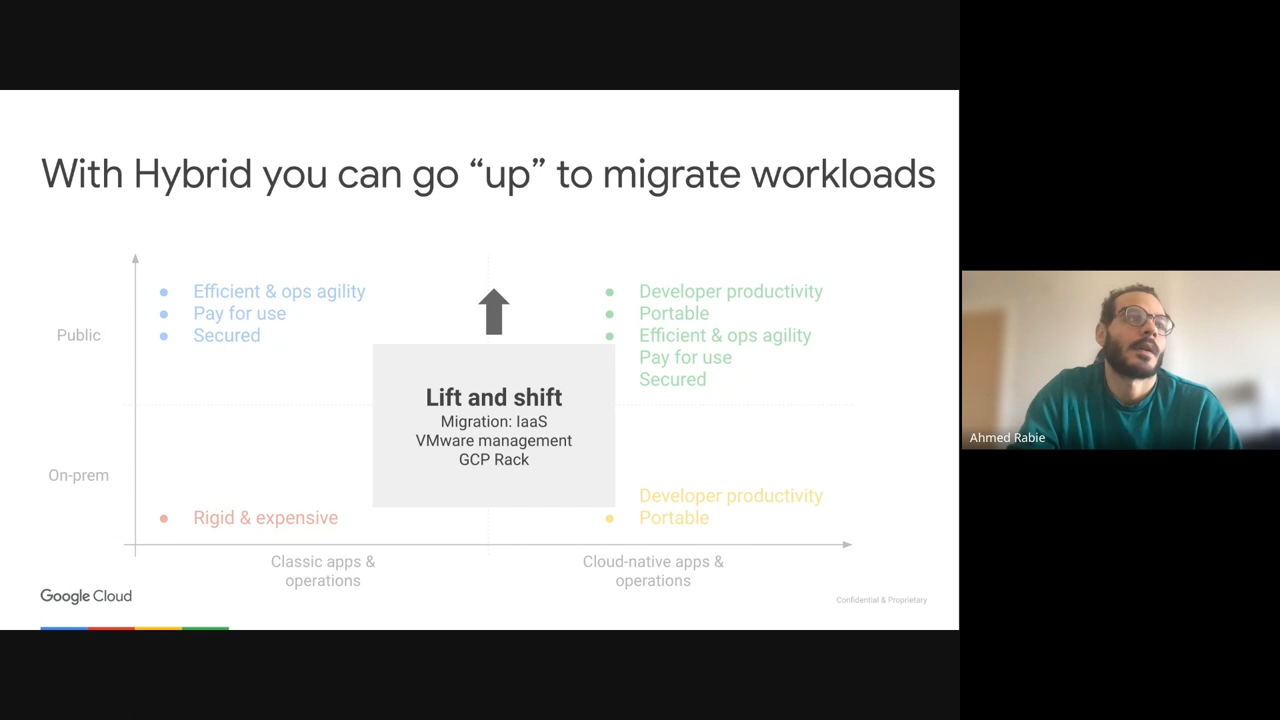 With Hybrid you can go “up” to migrate workloads
Public
Efficient & ops agility
Pay for use
Secured
Developer productivity
Portable
Efficient & ops agility
Pay for use
Secured
Lift and shift
Migration: IaaS
VMware management
GCP Rack
On-prem
Rigid & expensive
Developer productivity
Portable
Classic apps &
operations
Cloud-native apps &
operations
Google Cloud
Confidential & Proprietary
Ahmed Rabie